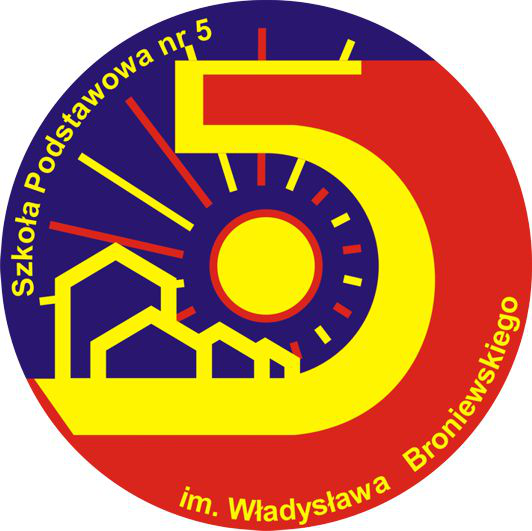 Szkoła Podstawowa nr 5
5
im. Władysława Broniewskiego